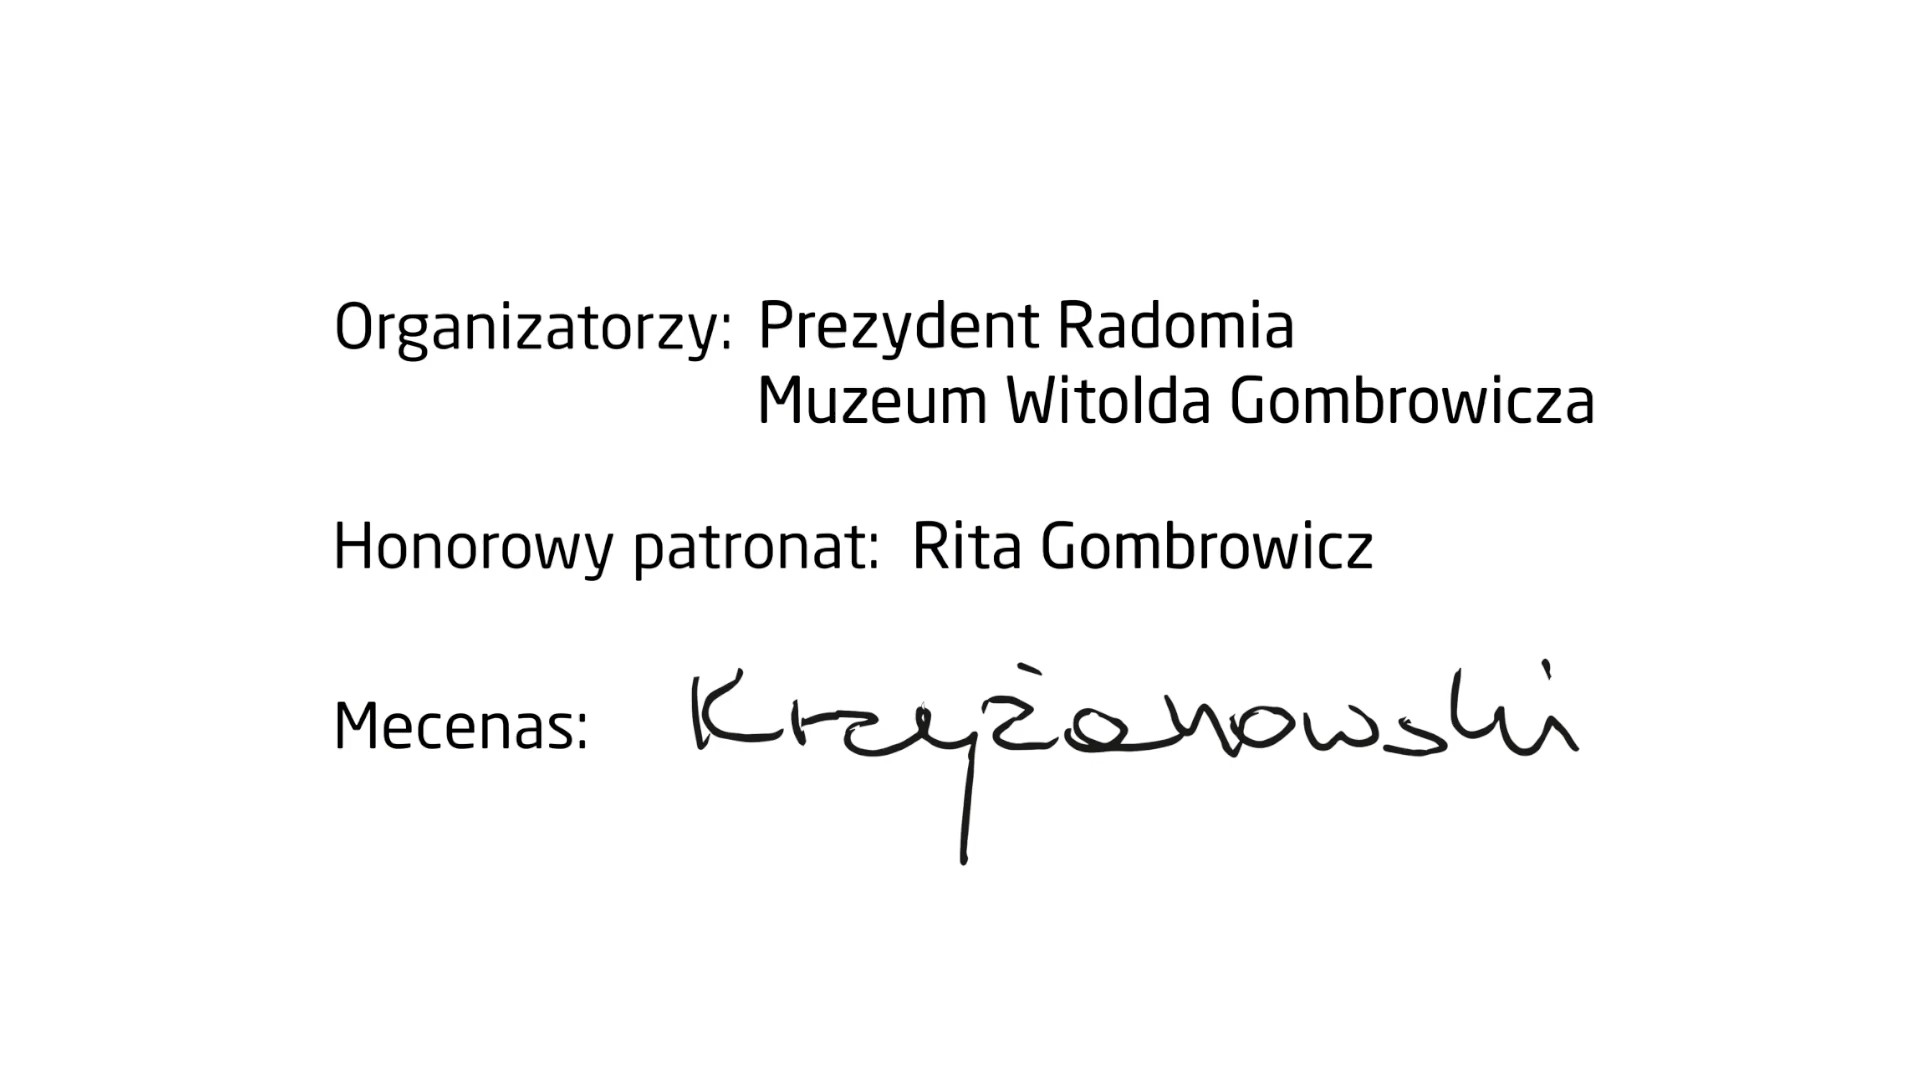 Organizatorzy: Prezydent Radomia
Muzeum Witolda Gombrowicza
Honorowy patronat: Rita Gombrowicz
Mecenas: Krzyżanowski